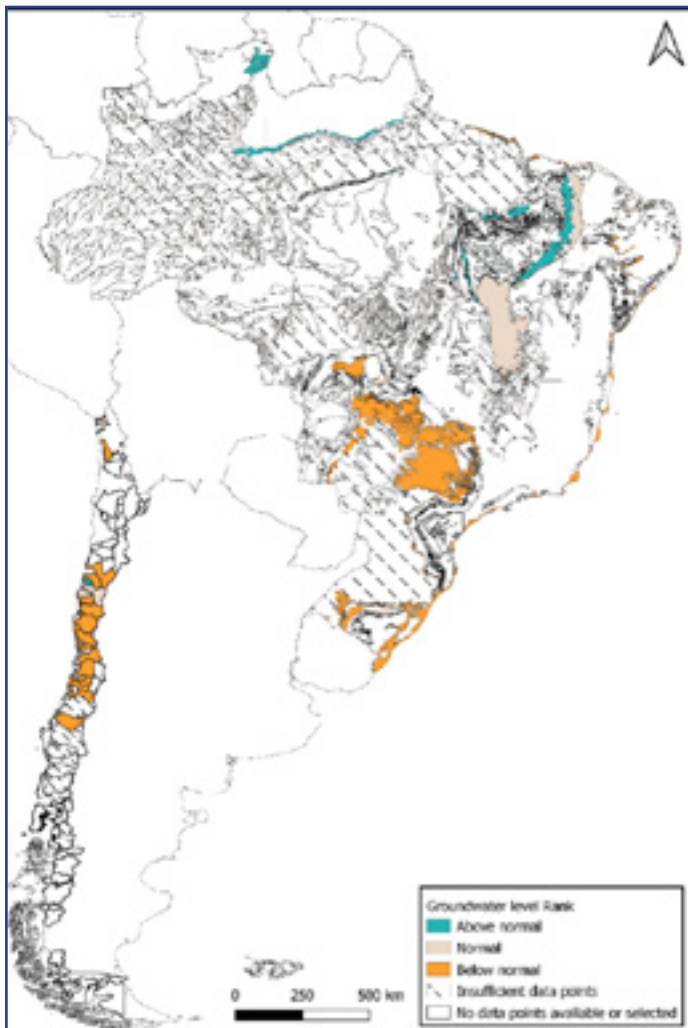 0 250 500 km
Groundwater level Rank
Above normal
Normal
Below normal
Insufficient data points
No data points available or selected